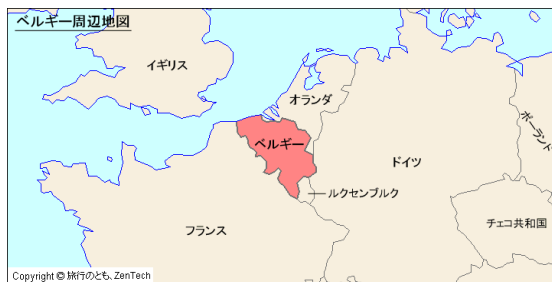 ベルギー周辺地図
イギリス
オランダ
ポーランド
ベルギー
ドイツ
ルクセンブルク
チェコ共和国
フランス
Copyright © 旅行のとも、ZenTech